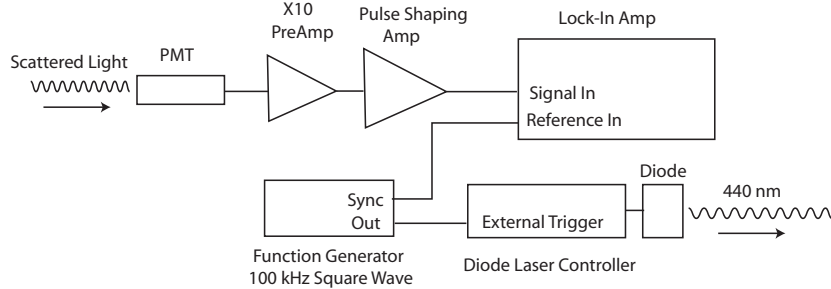 X10
PreAmp
Pulse Shaping
Amp
Lock-In Amp
Scattered Light
PMT
Signal In
Reference In
Sync
Out
Function Generator
100 kHz Square Wave
External Trigger
Diode Laser Controller
Diode
440 nm